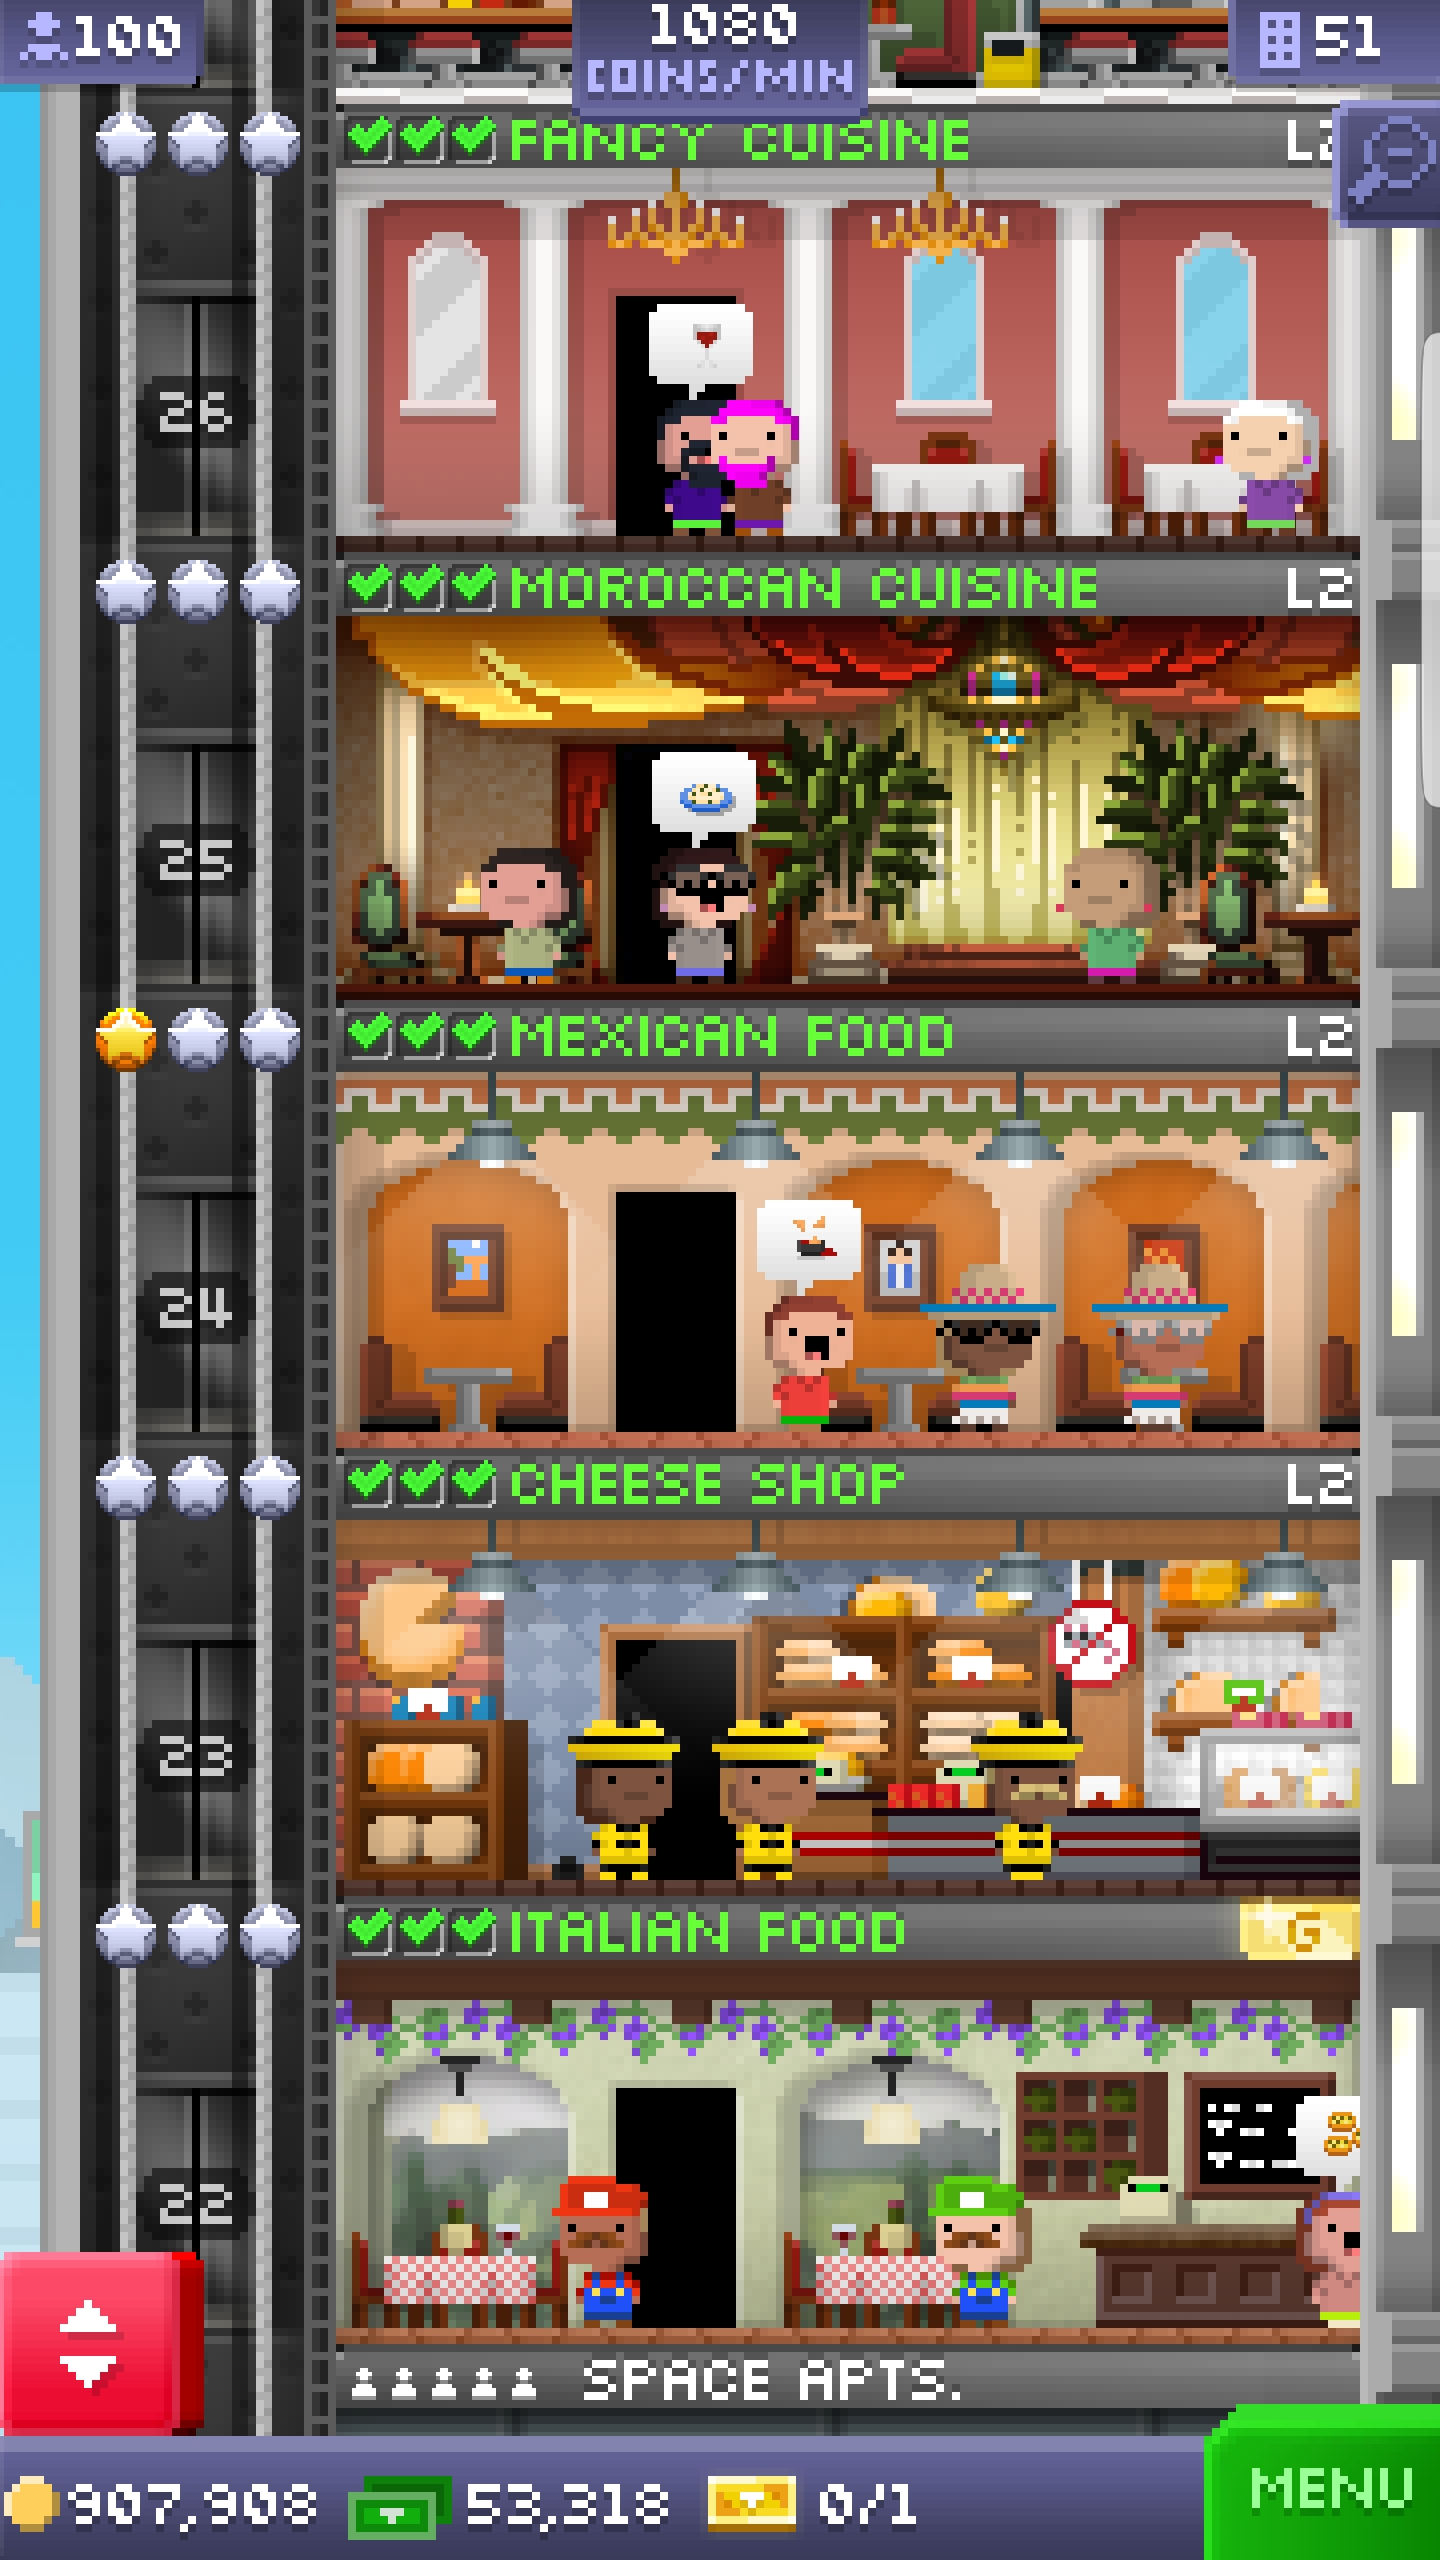 100
1080
COINS/MIN
51
FANCY CUISINE
26
MOROCCAN CUISINE L2
25
MEXICAN FOOD L2
24
CHEESE SHOP L2
23
ITALIAN FOOD G
22
SPACE APTS.
907,908 53,318 0/1 MENU